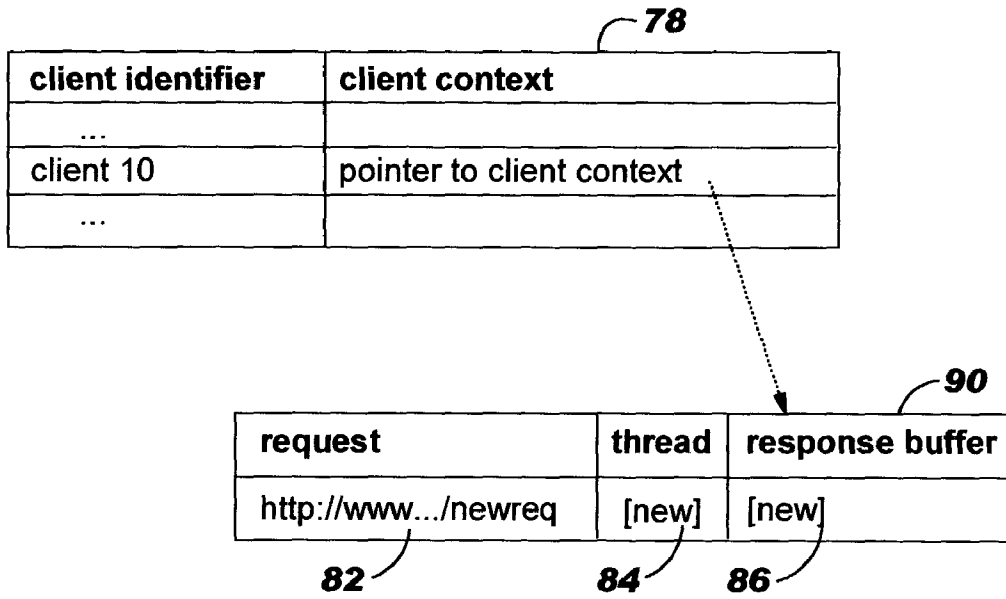 78
client identifier client context
...
client 10 pointer to client context
...
90
request thread response buffer
http://www.../newreq [new] [new]
82 84 86